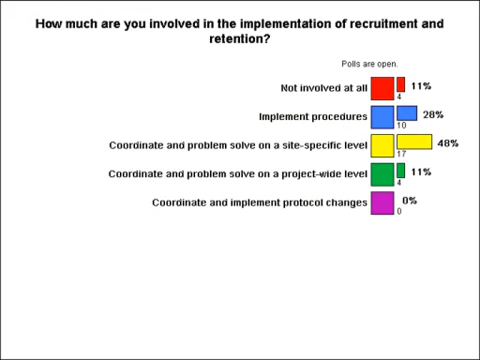 How much are you involved in the implementation of recruitment and
retention?
Polls are open.
Not involved at all 11%
4
Implement procedures 28%
10
Coordinate and problem solve on a site-specific level 48%
17
Coordinate and problem solve on a project-wide level 11%
4
Coordinate and implement protocol changes 0%
0